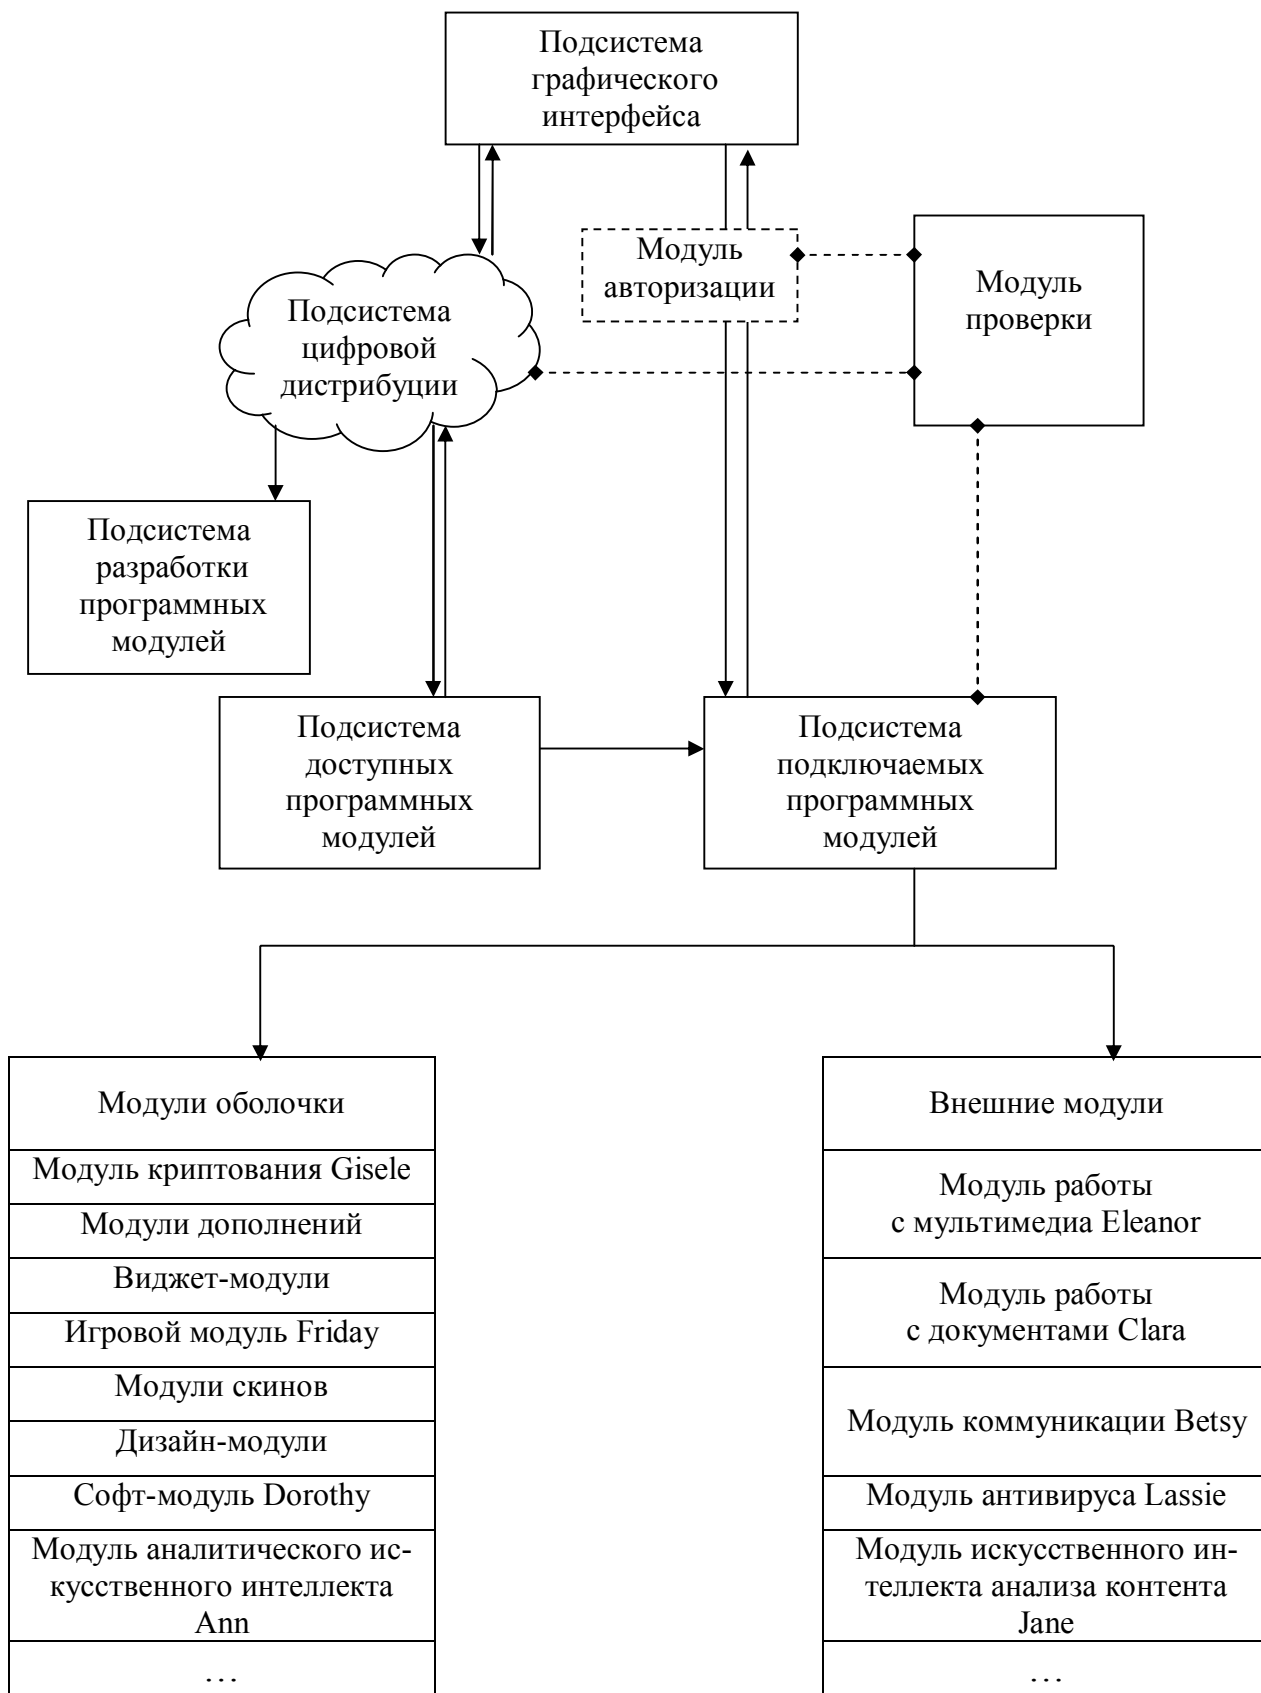 Подсистема
графического
интерфейса
Модуль
авторизации
Модуль
проверки
Подсистема
цифровой
дистрибуции
Подсистема
разработки
программных
модулей
Подсистема
доступных
программных
модулей
Подсистема
подключаемых
программных
модулей
Модули оболочки
Модуль криптования Gisele
Модули дополнений
Виджет-модули
Игровой модуль Friday
Модули скинов
Дизайн-модули
Софт-модуль Dorothy
Модуль аналитического ис-
кусственного интеллекта
Ann
...
Внешние модули
Модуль работы
с мультимедиа Eleanor
Модуль работы
с документами Clara
Модуль коммуникации Betsy
Модуль антивируса Lassie
Модуль искусственного ин-
теллекта анализа контента
Jane
...